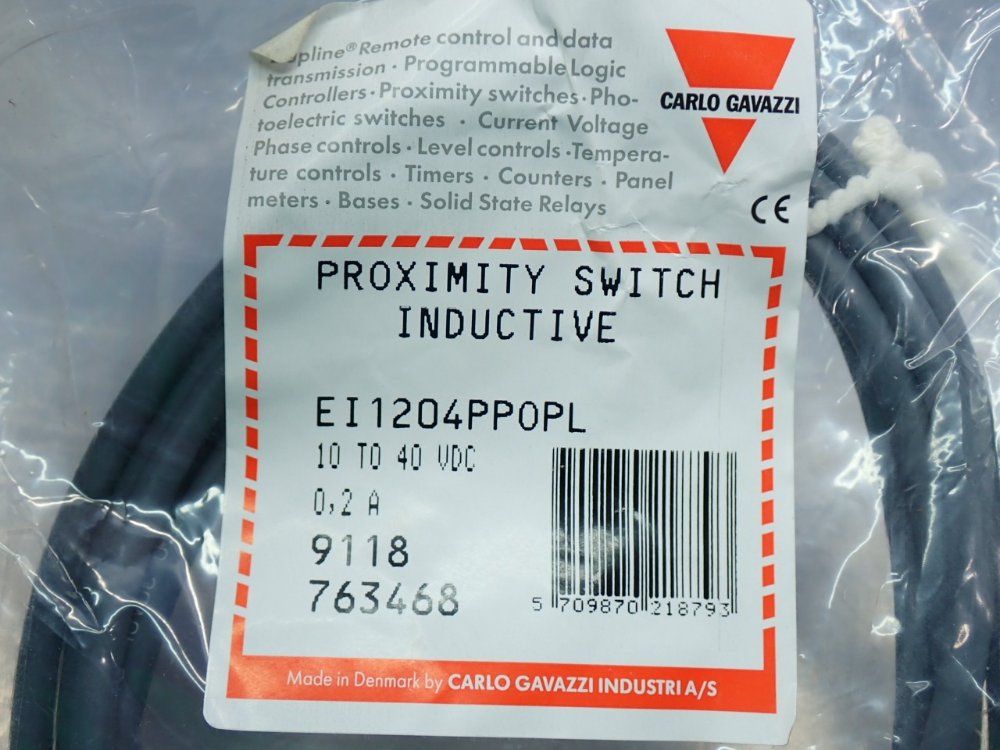 pline® Remote control and data
transmission · Programmable Logic
Controllers · Proximity switches · Pho-
toelectric switches · Current Voltage
Phase controls · Level controls · Tempera-
ture controls · Timers · Counters · Panel
meters · Bases · Solid State Relays
CARLO GAVAZZI
CE
PROXIMITY SWITCH
INDUCTIVE
EI1204PPOPL
10 TO 40 VDC
0,2 A
9118
763468
5 709870 218793
Made in Denmark by CARLO GAVAZZI INDUSTRI A/S